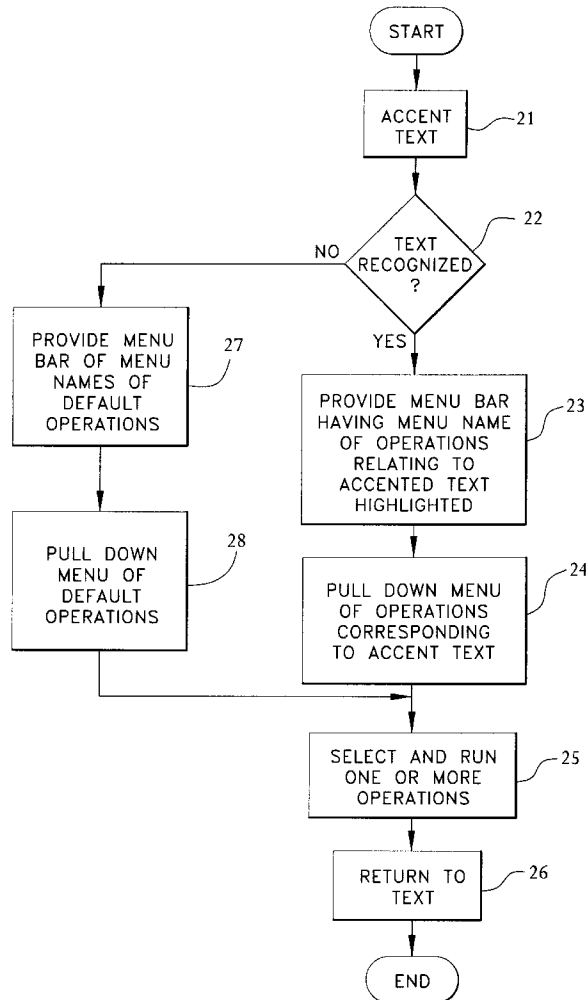 START
ACCENT
TEXT
21
TEXT
RECOGNIZED
?
22
NO
YES
PROVIDE MENU
BAR OF MENU
NAMES OF
DEFAULT
OPERATIONS
27
PROVIDE MENU BAR
HAVING MENU NAME
OF OPERATIONS
RELATING TO
ACCENTED TEXT
HIGHLIGHTED
23
PULL DOWN
MENU OF
DEFAULT
OPERATIONS
28
PULL DOWN MENU
OF OPERATIONS
CORRESPONDING
TO ACCENT TEXT
24
SELECT AND RUN
ONE OR MORE
OPERATIONS
25
RETURN TO
TEXT
26
END